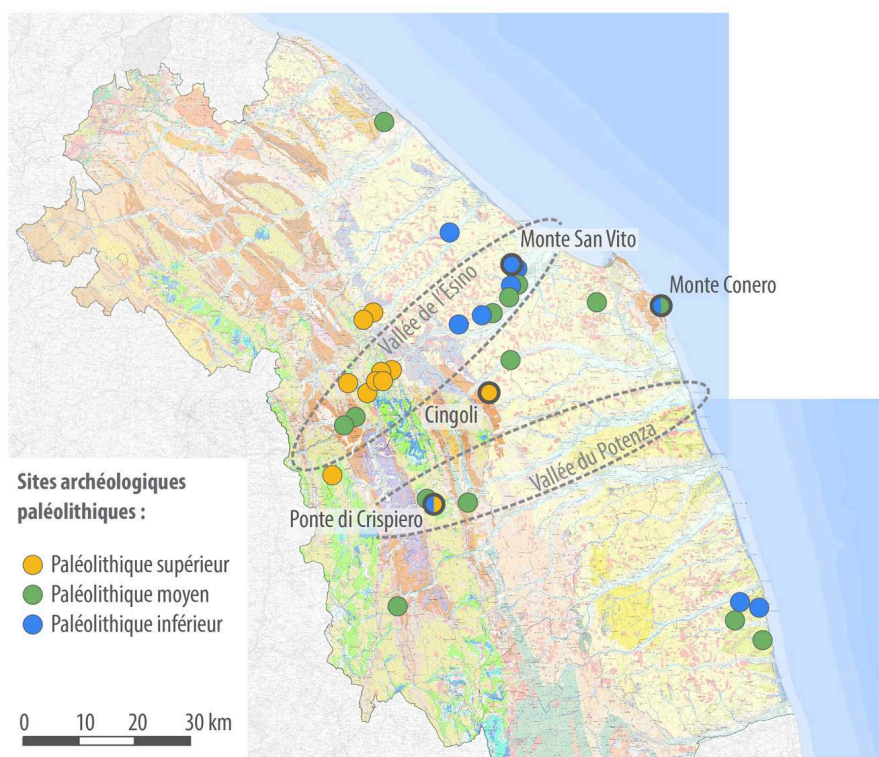 Monte San Vito
Monte Conero
Vallée de l'Esino
Cingoli
Vallée du Potenza
Ponte di Crispiero
Sites archéologiques
paléolithiques :
Paléolithique supérieur
Paléolithique moyen
Paléolithique inférieur
0 10 20 30 km